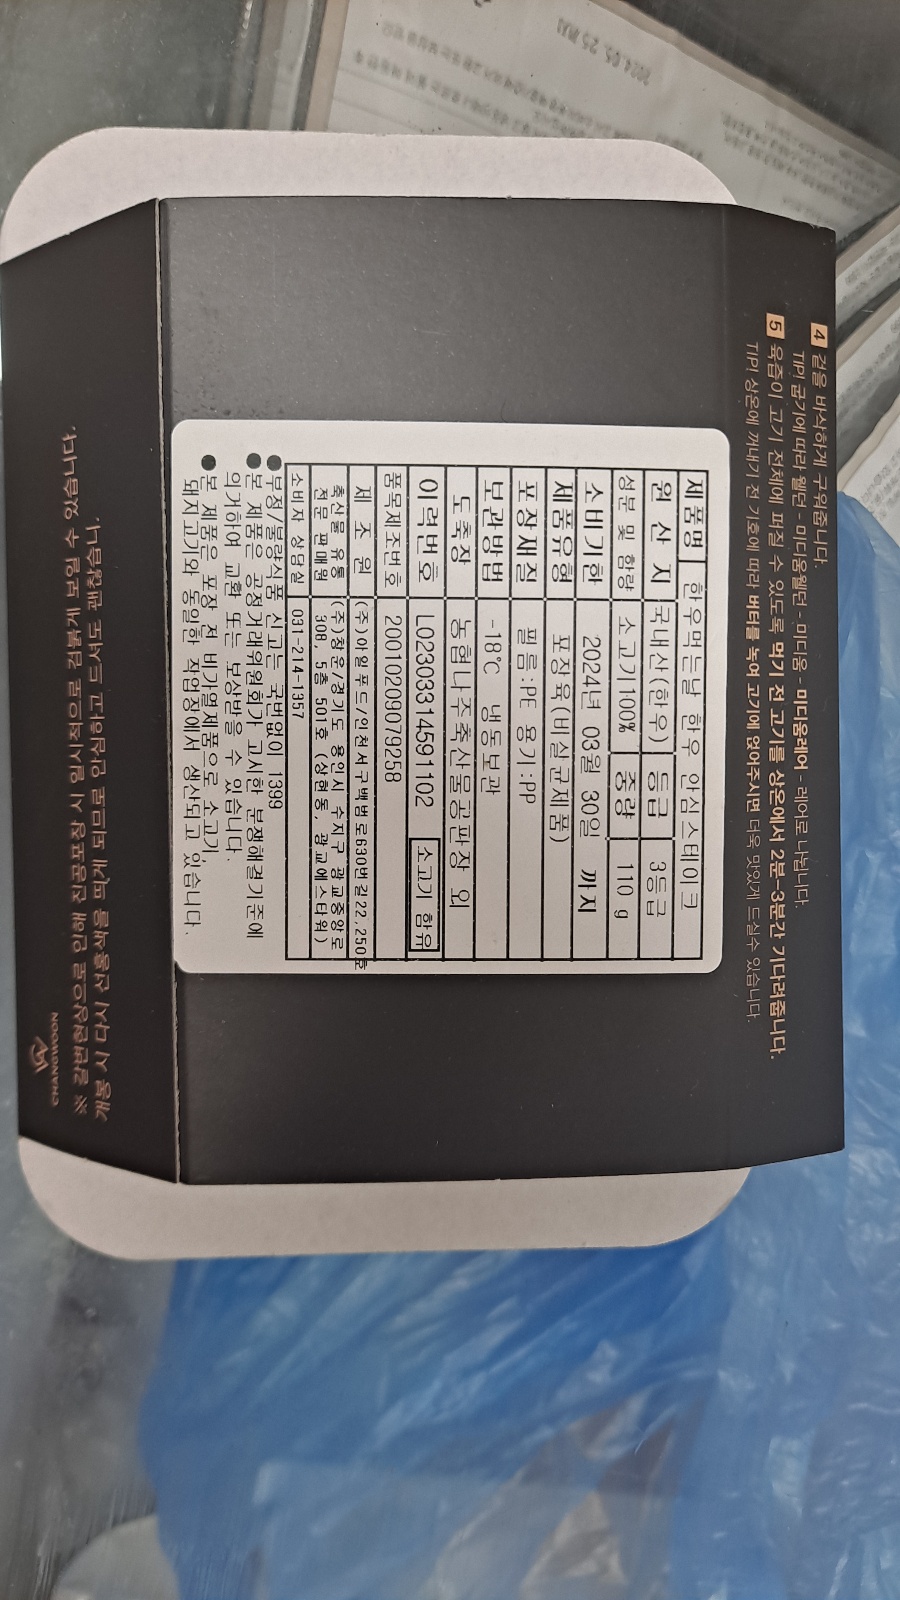 4 겉을 바삭하게 구워줍니다.
TIP! 굽기에 따라 웰던 - 미디움웰던 - 미디움 - 미디움레어 - 레어로 나뉩니다.
5 육즙이 고기 전체에 퍼질 수 있도록 먹기 전 고기를 상온에서 2분~3분간 기다려줍니다.
TIP! 상온에 꺼내기 전 기호에 따라 버터를 녹여 고기에 얹어주시면 더욱 맛있게 드실수 있습니다.
제품명 한우먹는날 한우 안심스테이크
원 산 지 국내산(한우) 등급 3등급
성분 및 함량 소고기100% 중량 110 g
소비기한 2024년 03월 30일 까지
제품유형 포장육(비살균제품)
포장재질 필름:PE 용기:PP
보관방법 -18℃ 냉동보관
도축장 농협나주축산물공판장 외
이력번호 L02303314591102 소고기 함유
품목제조번호 20010209079258
제 조 원 (주)아일푸드/인천서구백범로630번길22.250호
축산물 유통 전문 판매원 (주)창운/경기도 용인시 수지구 광교중앙로
308, 5층 501호 (상현동, 광교에스타워)
소비자 상담실 031-214-1357
● 부정/불량식품 신고는 국번없이 1399
● 본 제품은 공정거래위원회가 고시한 분쟁해결기준에
의거하여 교환 또는 보상받을 수 있습니다.
● 본 제품은 포장 전 비가열제품으로 소고기,
돼지고기와 동일한 작업장에서 생산되고 있습니다.
※ 갈변현상으로 인해 진공포장 시 일시적으로 검붉게 보일 수 있습니다.
개봉 시 다시 선홍색을 띄게 되므로 안심하고 드셔도 괜찮습니다.
CHANGWOON
2024. 05. 25